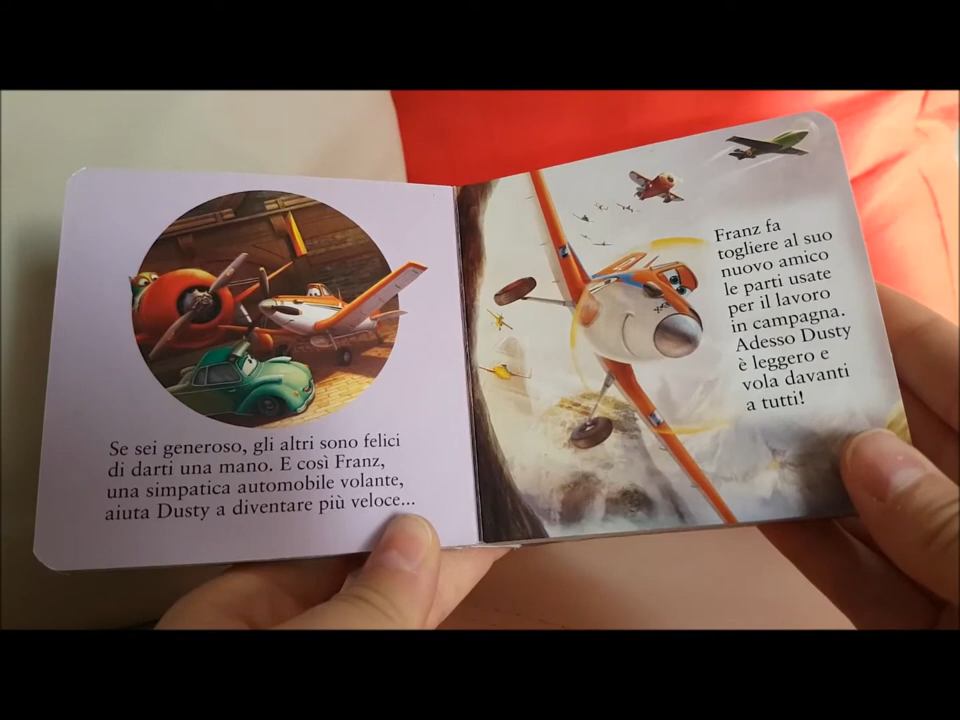 Se sei generoso, gli altri sono felici
di darti una mano. E così Franz,
una simpatica automobile volante,
aiuta Dusty a diventare più veloce...
Franz fa
togliere al suo
nuovo amico
le parti usate
per il lavoro
in campagna.
Adesso Dusty
è leggero e
vola davanti
a tutti!